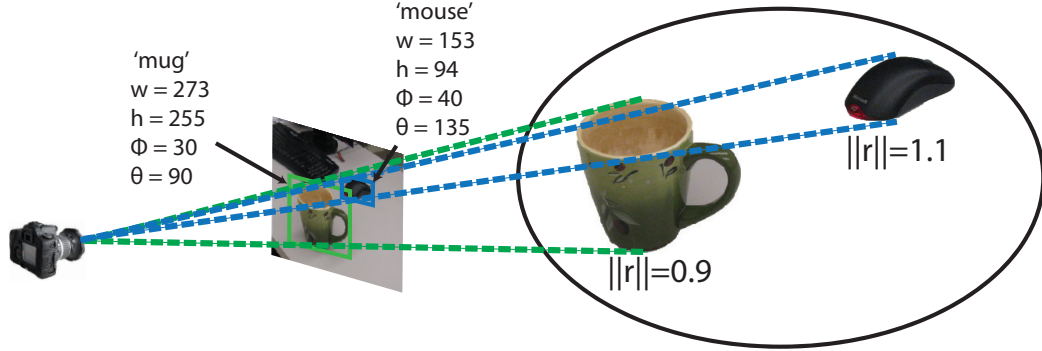 ‘mug’
w = 273
h = 255
Φ = 30
θ = 90
‘mouse’
w = 153
h = 94
Φ = 40
θ = 135
||r||=1.1
||r||=0.9